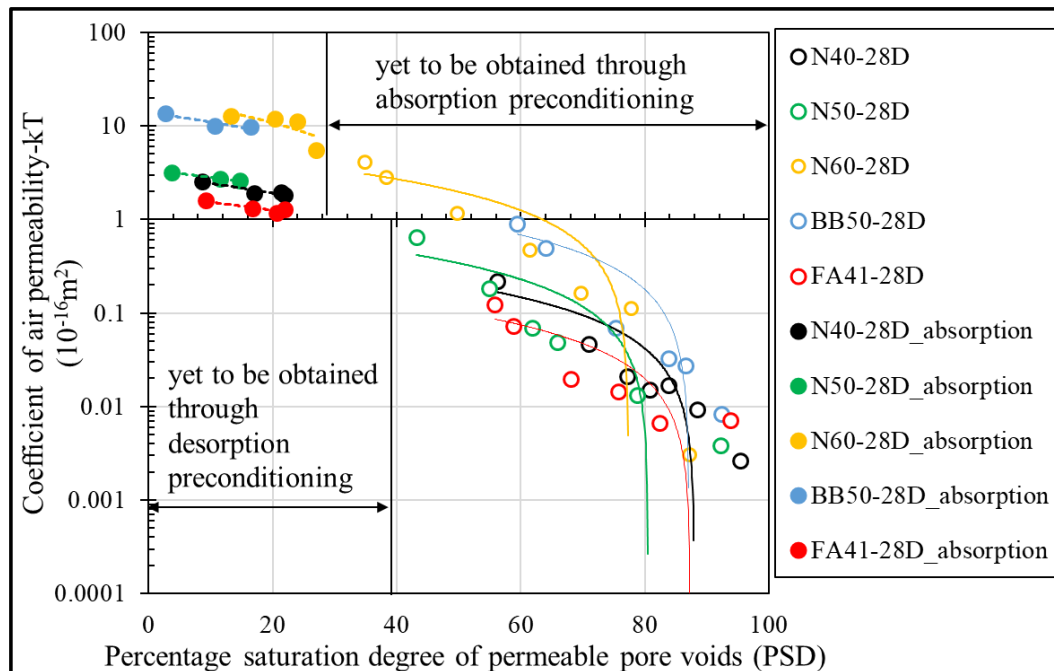 Coefficient of air permeability-kT
(10⁻¹⁶m²)
100
10
1
0.1
0.01
0.001
0.0001
yet to be obtained through
absorption preconditioning
yet to be obtained
through
desorption
preconditioning
0
20
40
60
80
100
Percentage saturation degree of permeable pore voids (PSD)
N40-28D
N50-28D
N60-28D
BB50-28D
FA41-28D
N40-28D_absorption
N50-28D_absorption
N60-28D_absorption
BB50-28D_absorption
FA41-28D_absorption